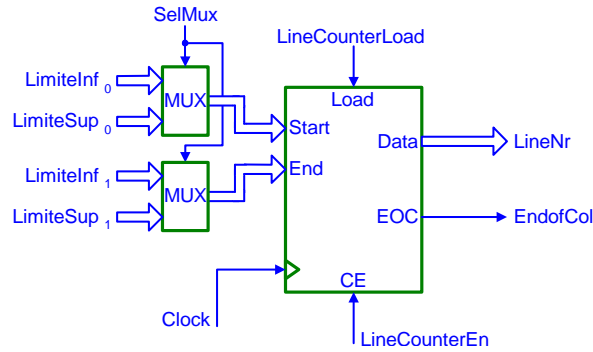 SelMux
LineCounterLoad
LimiteInf 0
MUX
LimiteSup 0
Load
Start
Data
LineNr
LimiteInf 1
End
MUX
LimiteSup 1
EOC
EndofCol
CE
Clock
LineCounterEn